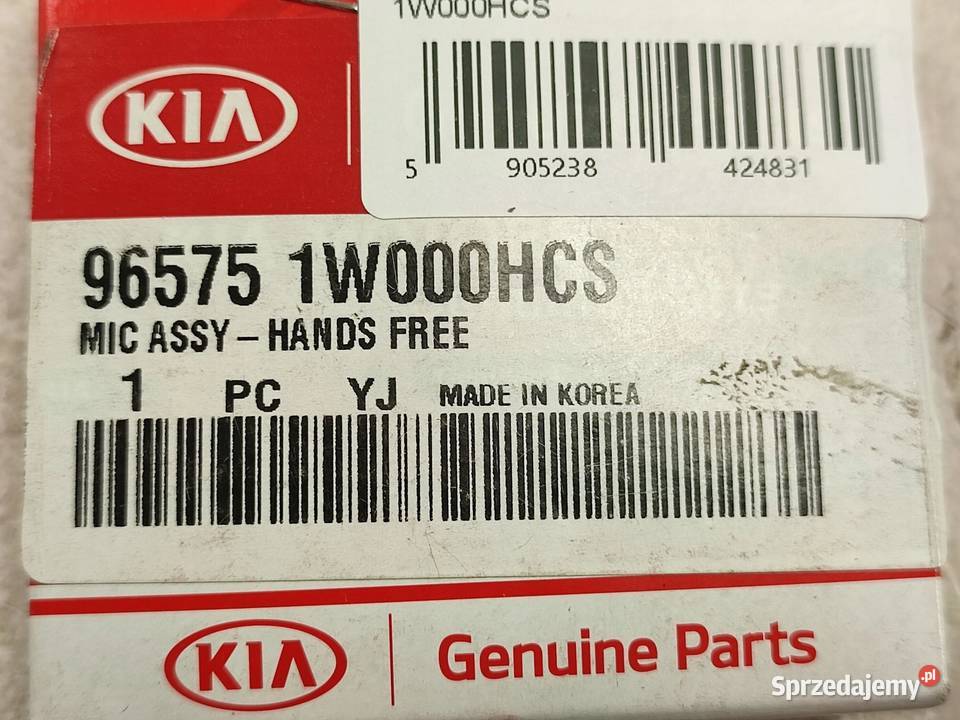 1W000HCS
KIA
5 905238 424831
96575 1W000HCS
MIC ASSY - HANDS FREE
1 PC YJ MADE IN KOREA
KIA Genuine Parts
Sprzedajemy.pl